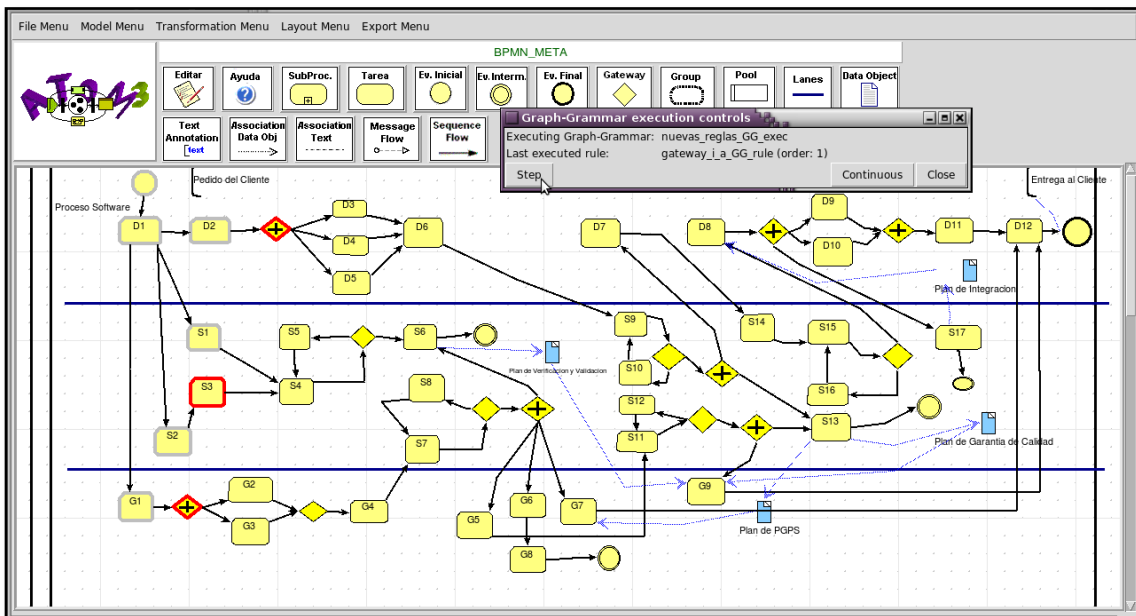 File Menu Model Menu Transformation Menu Layout Menu Export Menu
BPMN_META
ATOM3
Editar Ayuda SubProc. Tarea Ev. Inicial Ev. Interm. Ev. Final Gateway Group Pool Lanes Data Object
Text Annotation Association Data Obj Association Text Message Flow Sequence Flow
[text
Graph-Grammar execution controls
Executing Graph-Grammar: nuevas_reglas_GG_exec
Last executed rule: gateway_i_a_GG_rule (order: 1)
Step Continuous Close
Pedido del Cliente Entrega al Cliente
Proceso Software
D1 D2 D3 D4 D5 D6 D7 D8 D9 D10 D11 D12
Plan de Integracion
S1 S5 S6 S9 S14 S15 S17
Plan de Verificacion y Validacion
S3 S4 S8 S10 S16
S2 S7 S12 S11 S13
Plan de Garantia de Calidad
G1 G2 G3 G4 G5 G6 G7 G9
Plan de PGPS
G8